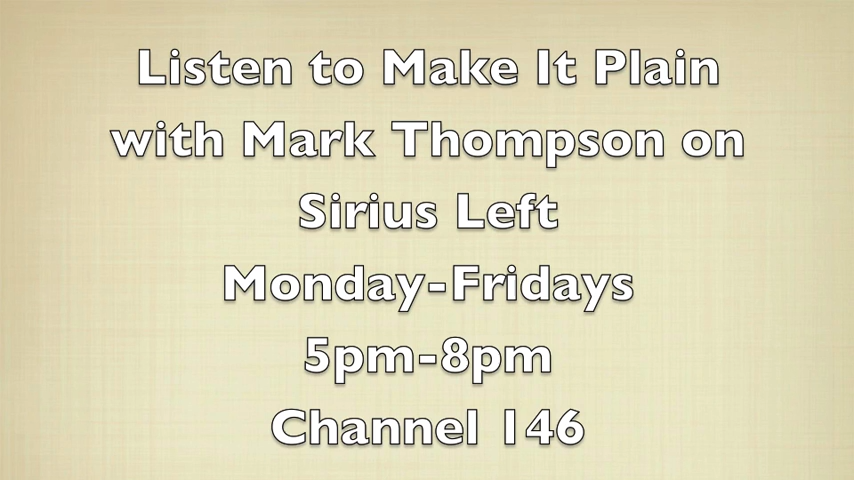 Listen to Make It Plain
with Mark Thompson on
Sirius Left
Monday-Fridays
5pm-8pm
Channel 146